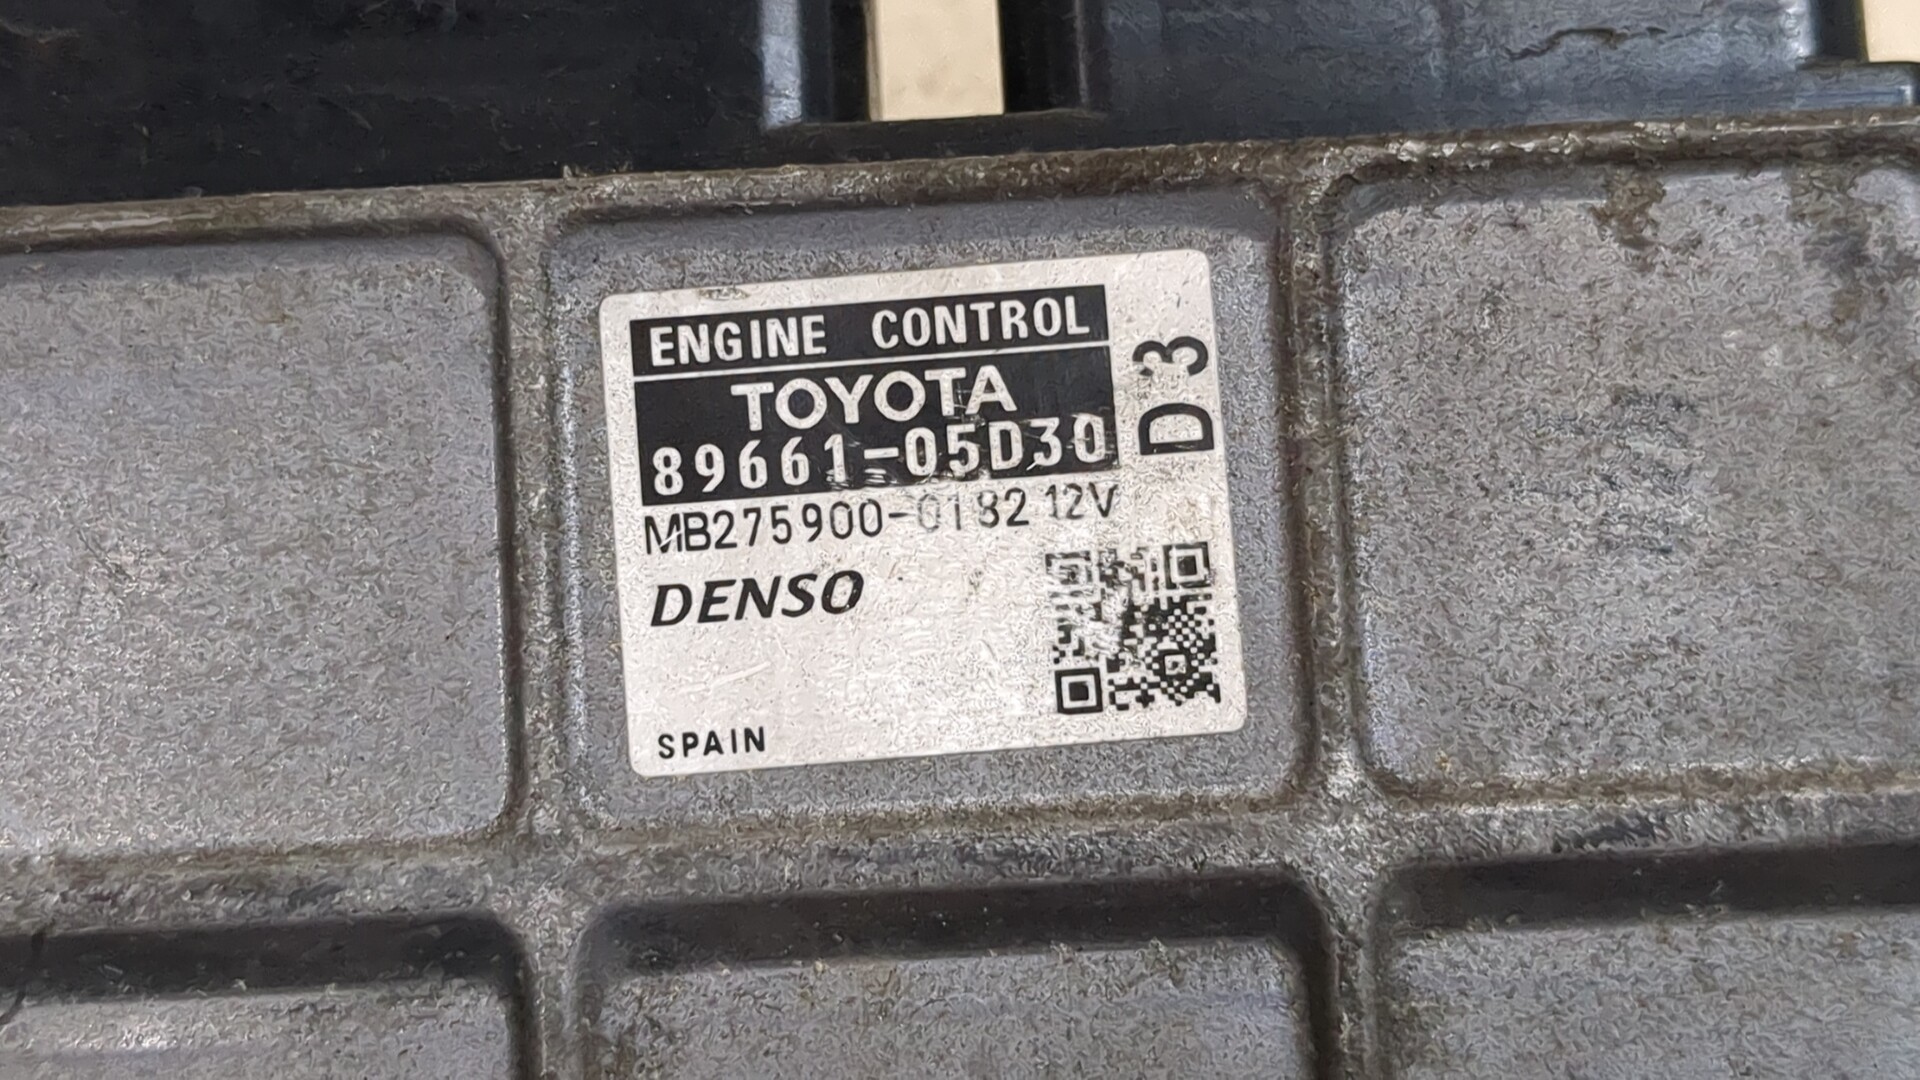 ENGINE CONTROL
TOYOTA
89661-05D30
D3
MB275900-0182 12V
DENSO
SPAIN